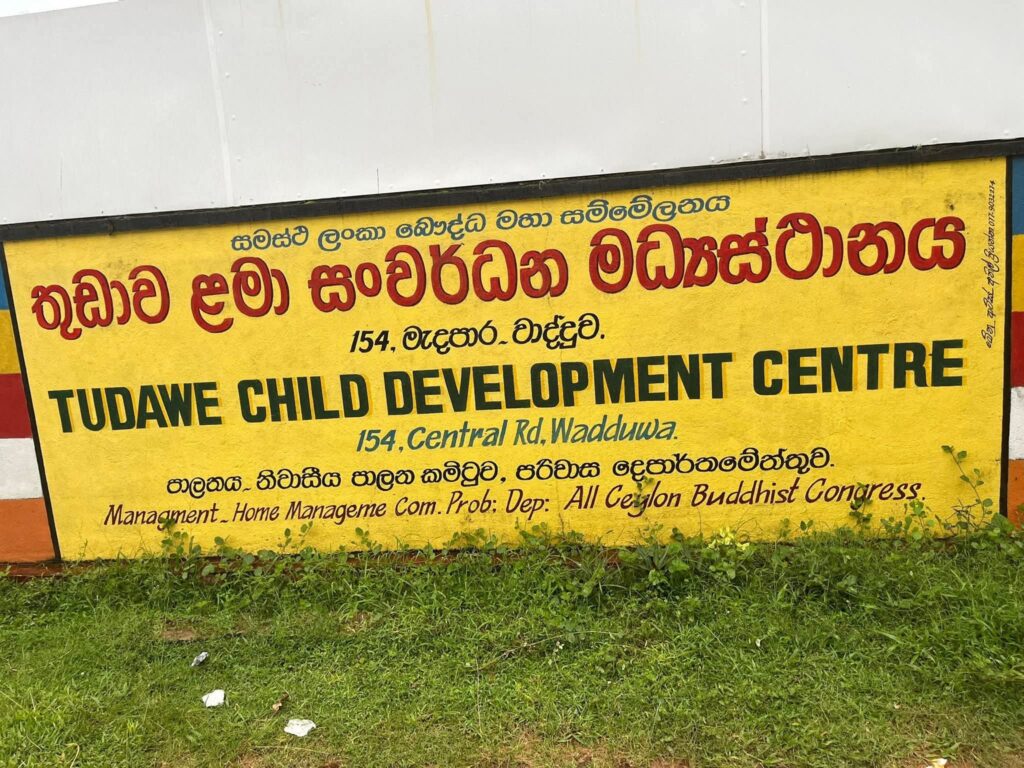 සමස්ථ ලංකා බෞද්ධ මහා සම්මේලනය
තුඩාව ළමා සංවර්ධන මධ්‍යස්ථානය
154, මැදපාර - වාද්දුව.
TUDAWE CHILD DEVELOPMENT CENTRE
154, Central Rd, Wadduwa.
පාලනය - නිවාසීය පාලන කමිටුව, පරිවාස දෙපාර්තමේන්තුව.
Managment - Home Manageme Com. Prob: Dep: All Ceylon Buddhist Congress.